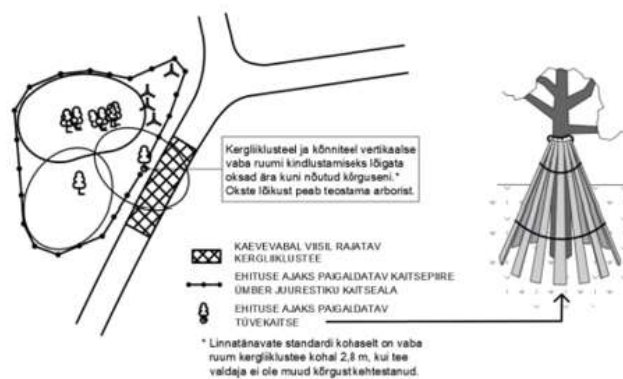 Kergliiklusteel ja kõnniteel vertikaalse
vaba ruumi kindlustamiseks lõigata
oksad ära kuni nõutud kõrguseni.*
Okste lõikust peab teostama arborist.
KAEVEVABAL VIISIL RAJATAV
KERGLIIKLUSTEE
EHITUSE AJAKS PAIGALDATAV KAITSEPIIRE
ÜMBER JUURESTIKU KAITSEALA
EHITUSE AJAKS PAIGALDATAV
TÜVEKAITSE
* Linnatänavate standardi kohaselt on vaba
ruum kergliiklustee kohal 2,8 m, kui tee
valdaja ei ole muud kõrgust kehtestanud.